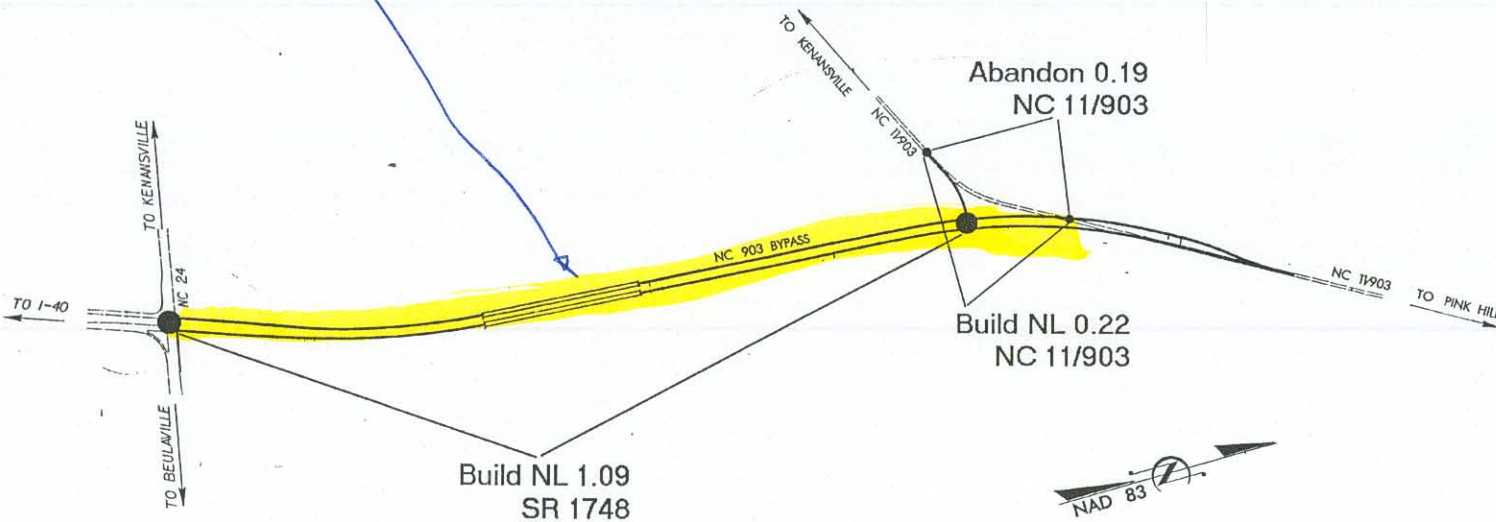 TO KENANSVILLE
NC 11/903
Abandon 0.19
NC 11/903
TO KENANSVILLE
NC 24
TO I-40
TO BEULAVILLE
NC 903 BYPASS
NC 11/903
TO PINK HILL
Build NL 0.22
NC 11/903
Build NL 1.09
SR 1748
NAD 83